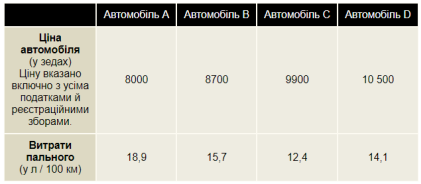 Автомобіль A Автомобіль B Автомобіль C Автомобіль D
Ціна
автомобіля
(у зедах)
Ціну вказано
включно з усіма
податками й
реєстраційними
зборами.
8000 8700 9900 10 500
Витрати
пального
(у л / 100 км)
18,9 15,7 12,4 14,1